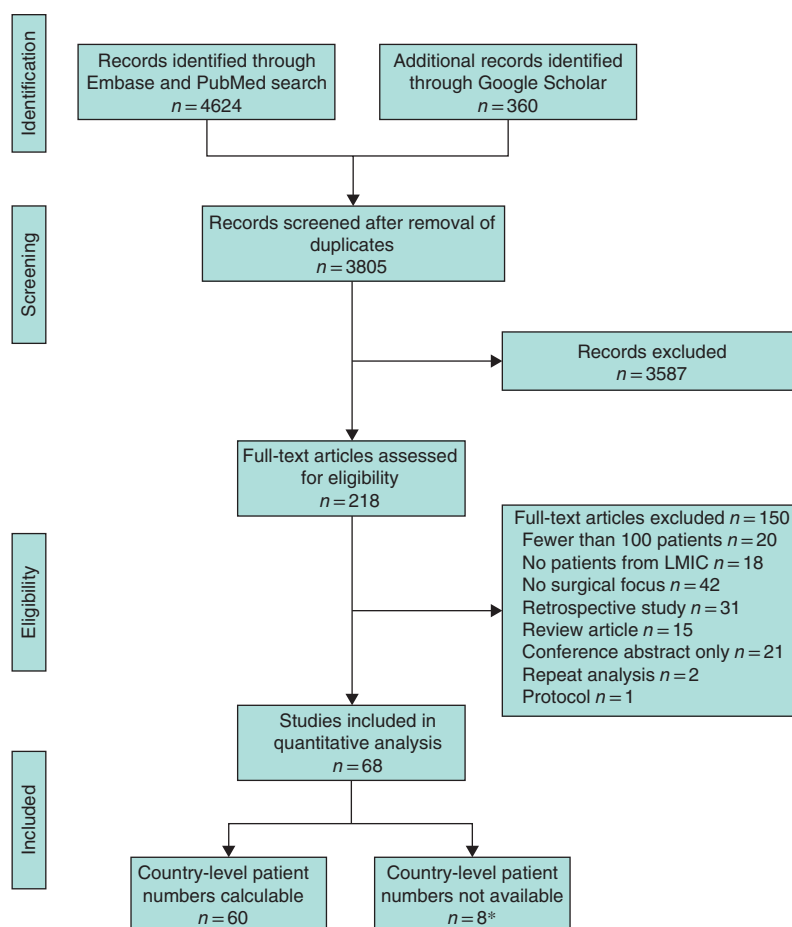 Identification
Records identified through
Embase and PubMed search
n = 4624
Additional records identified
through Google Scholar
n = 360
Screening
Records screened after removal of
duplicates
n = 3805
Records excluded
n = 3587
Full-text articles assessed
for eligibility
n = 218
Eligibility
Full-text articles excluded n = 150
Fewer than 100 patients n = 20
No patients from LMIC n = 18
No surgical focus n = 42
Retrospective study n = 31
Review article n = 15
Conference abstract only n = 21
Repeat analysis n = 2
Protocol n = 1
Studies included in
quantitative analysis
n = 68
Included
Country-level patient
numbers calculable
n = 60
Country-level patient
numbers not available
n = 8*